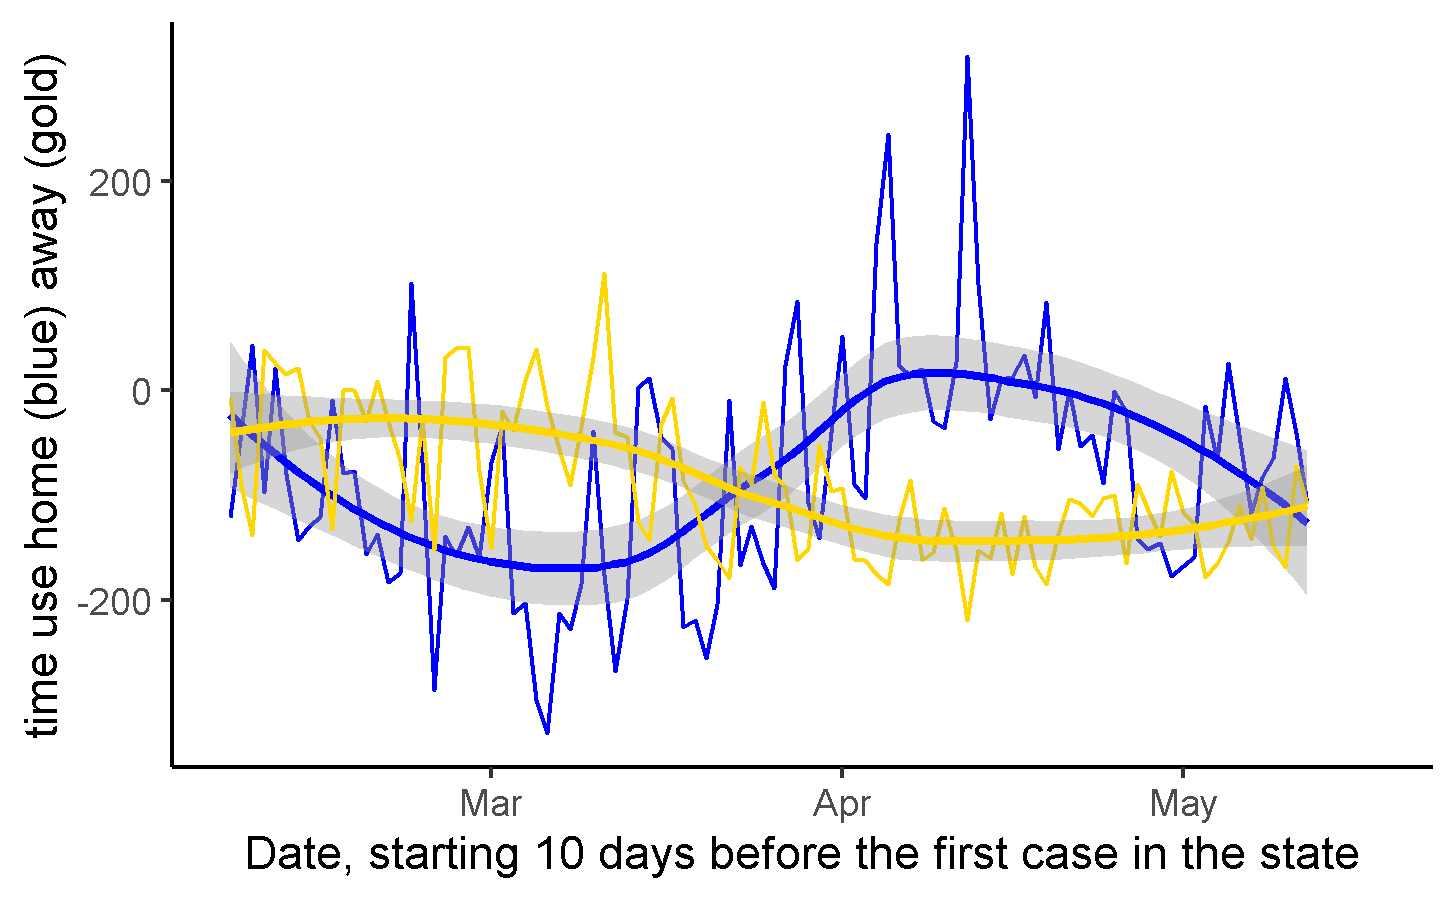 time use home (blue) away (gold)
200
0
-200
Mar
Apr
May
Date, starting 10 days before the first case in the state